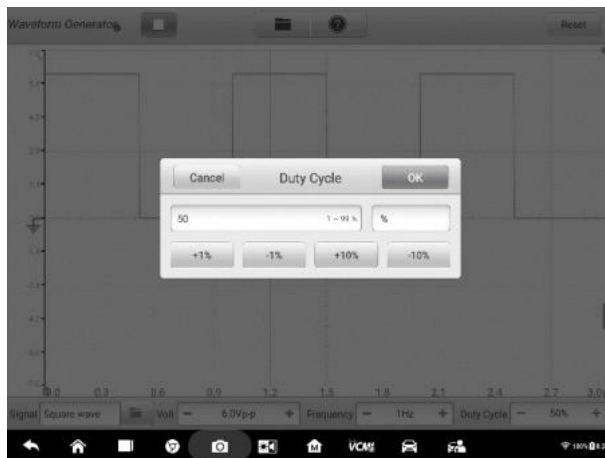 Waveform Generator Reset
Cancel Duty Cycle OK
50 1 ~ 99 % %
+1% -1% +10% -10%
0.0 0.3 0.6 0.9 1.2 1.5 1.8 2.1 2.4 2.7 3.0
Signal Square wave Volt − 6.0Vp-p + Frequency − 1Hz + Duty Cycle − 50% +
M VCMI 100%